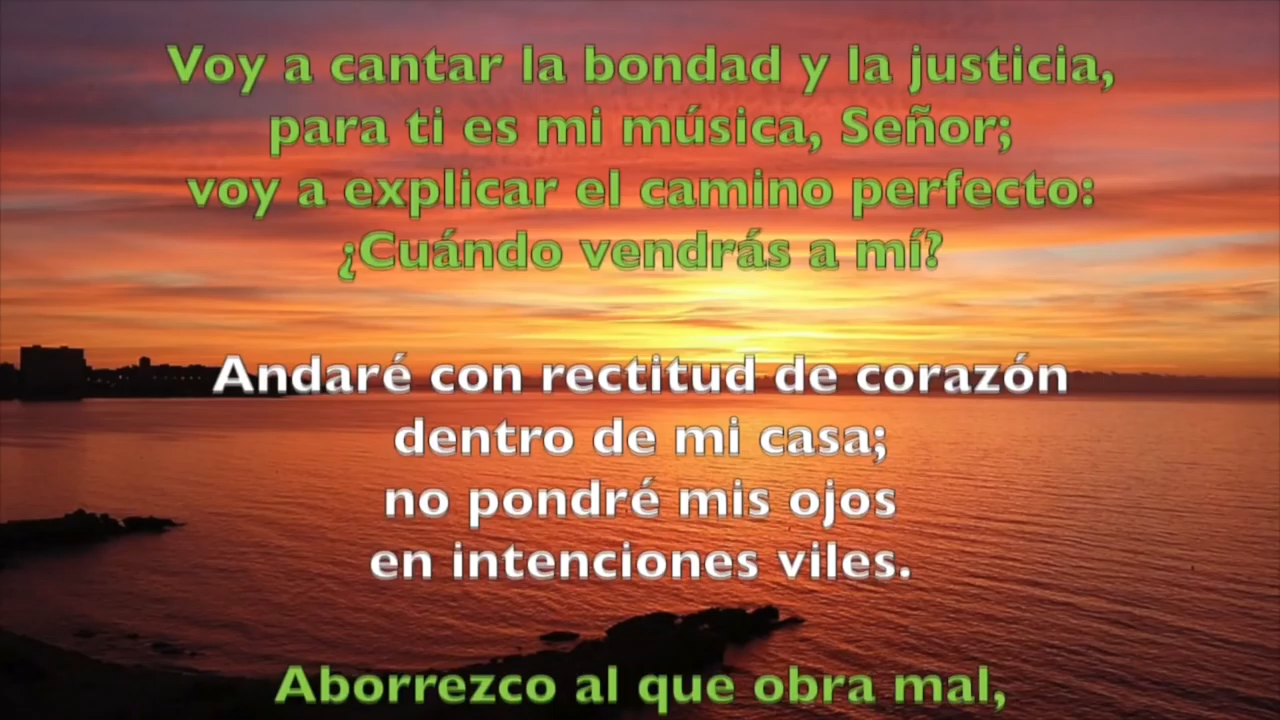 Voy a cantar la bondad y la justicia,
para ti es mi música, Señor;
voy a explicar el camino perfecto:
¿Cuándo vendrás a mí?
Andaré con rectitud de corazón
dentro de mi casa;
no pondré mis ojos
en intenciones viles.
Aborrezco al que obra mal,